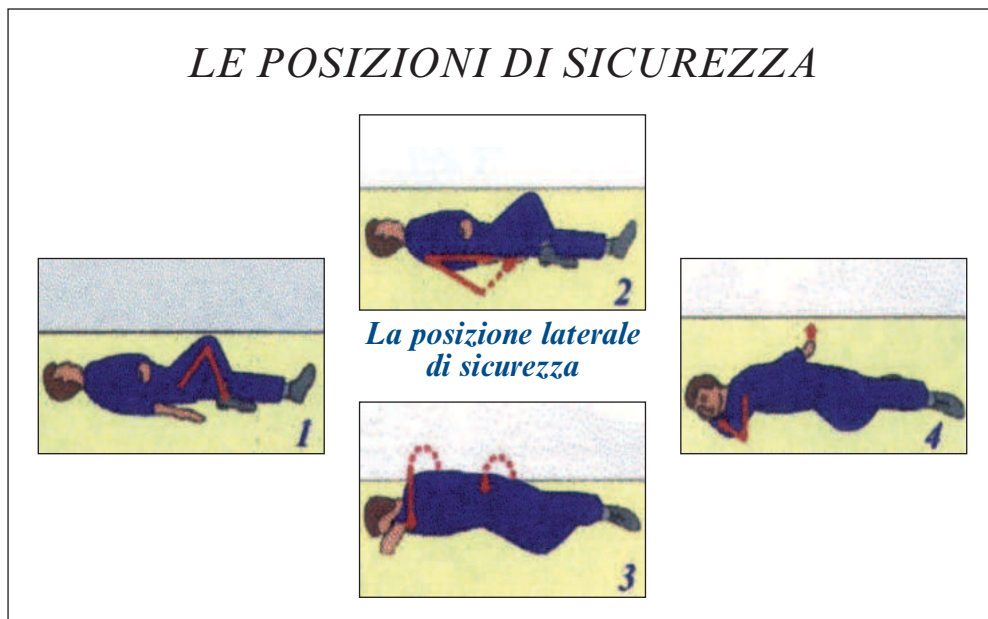 LE POSIZIONI DI SICUREZZA
2
La posizione laterale
di sicurezza
1
4
3